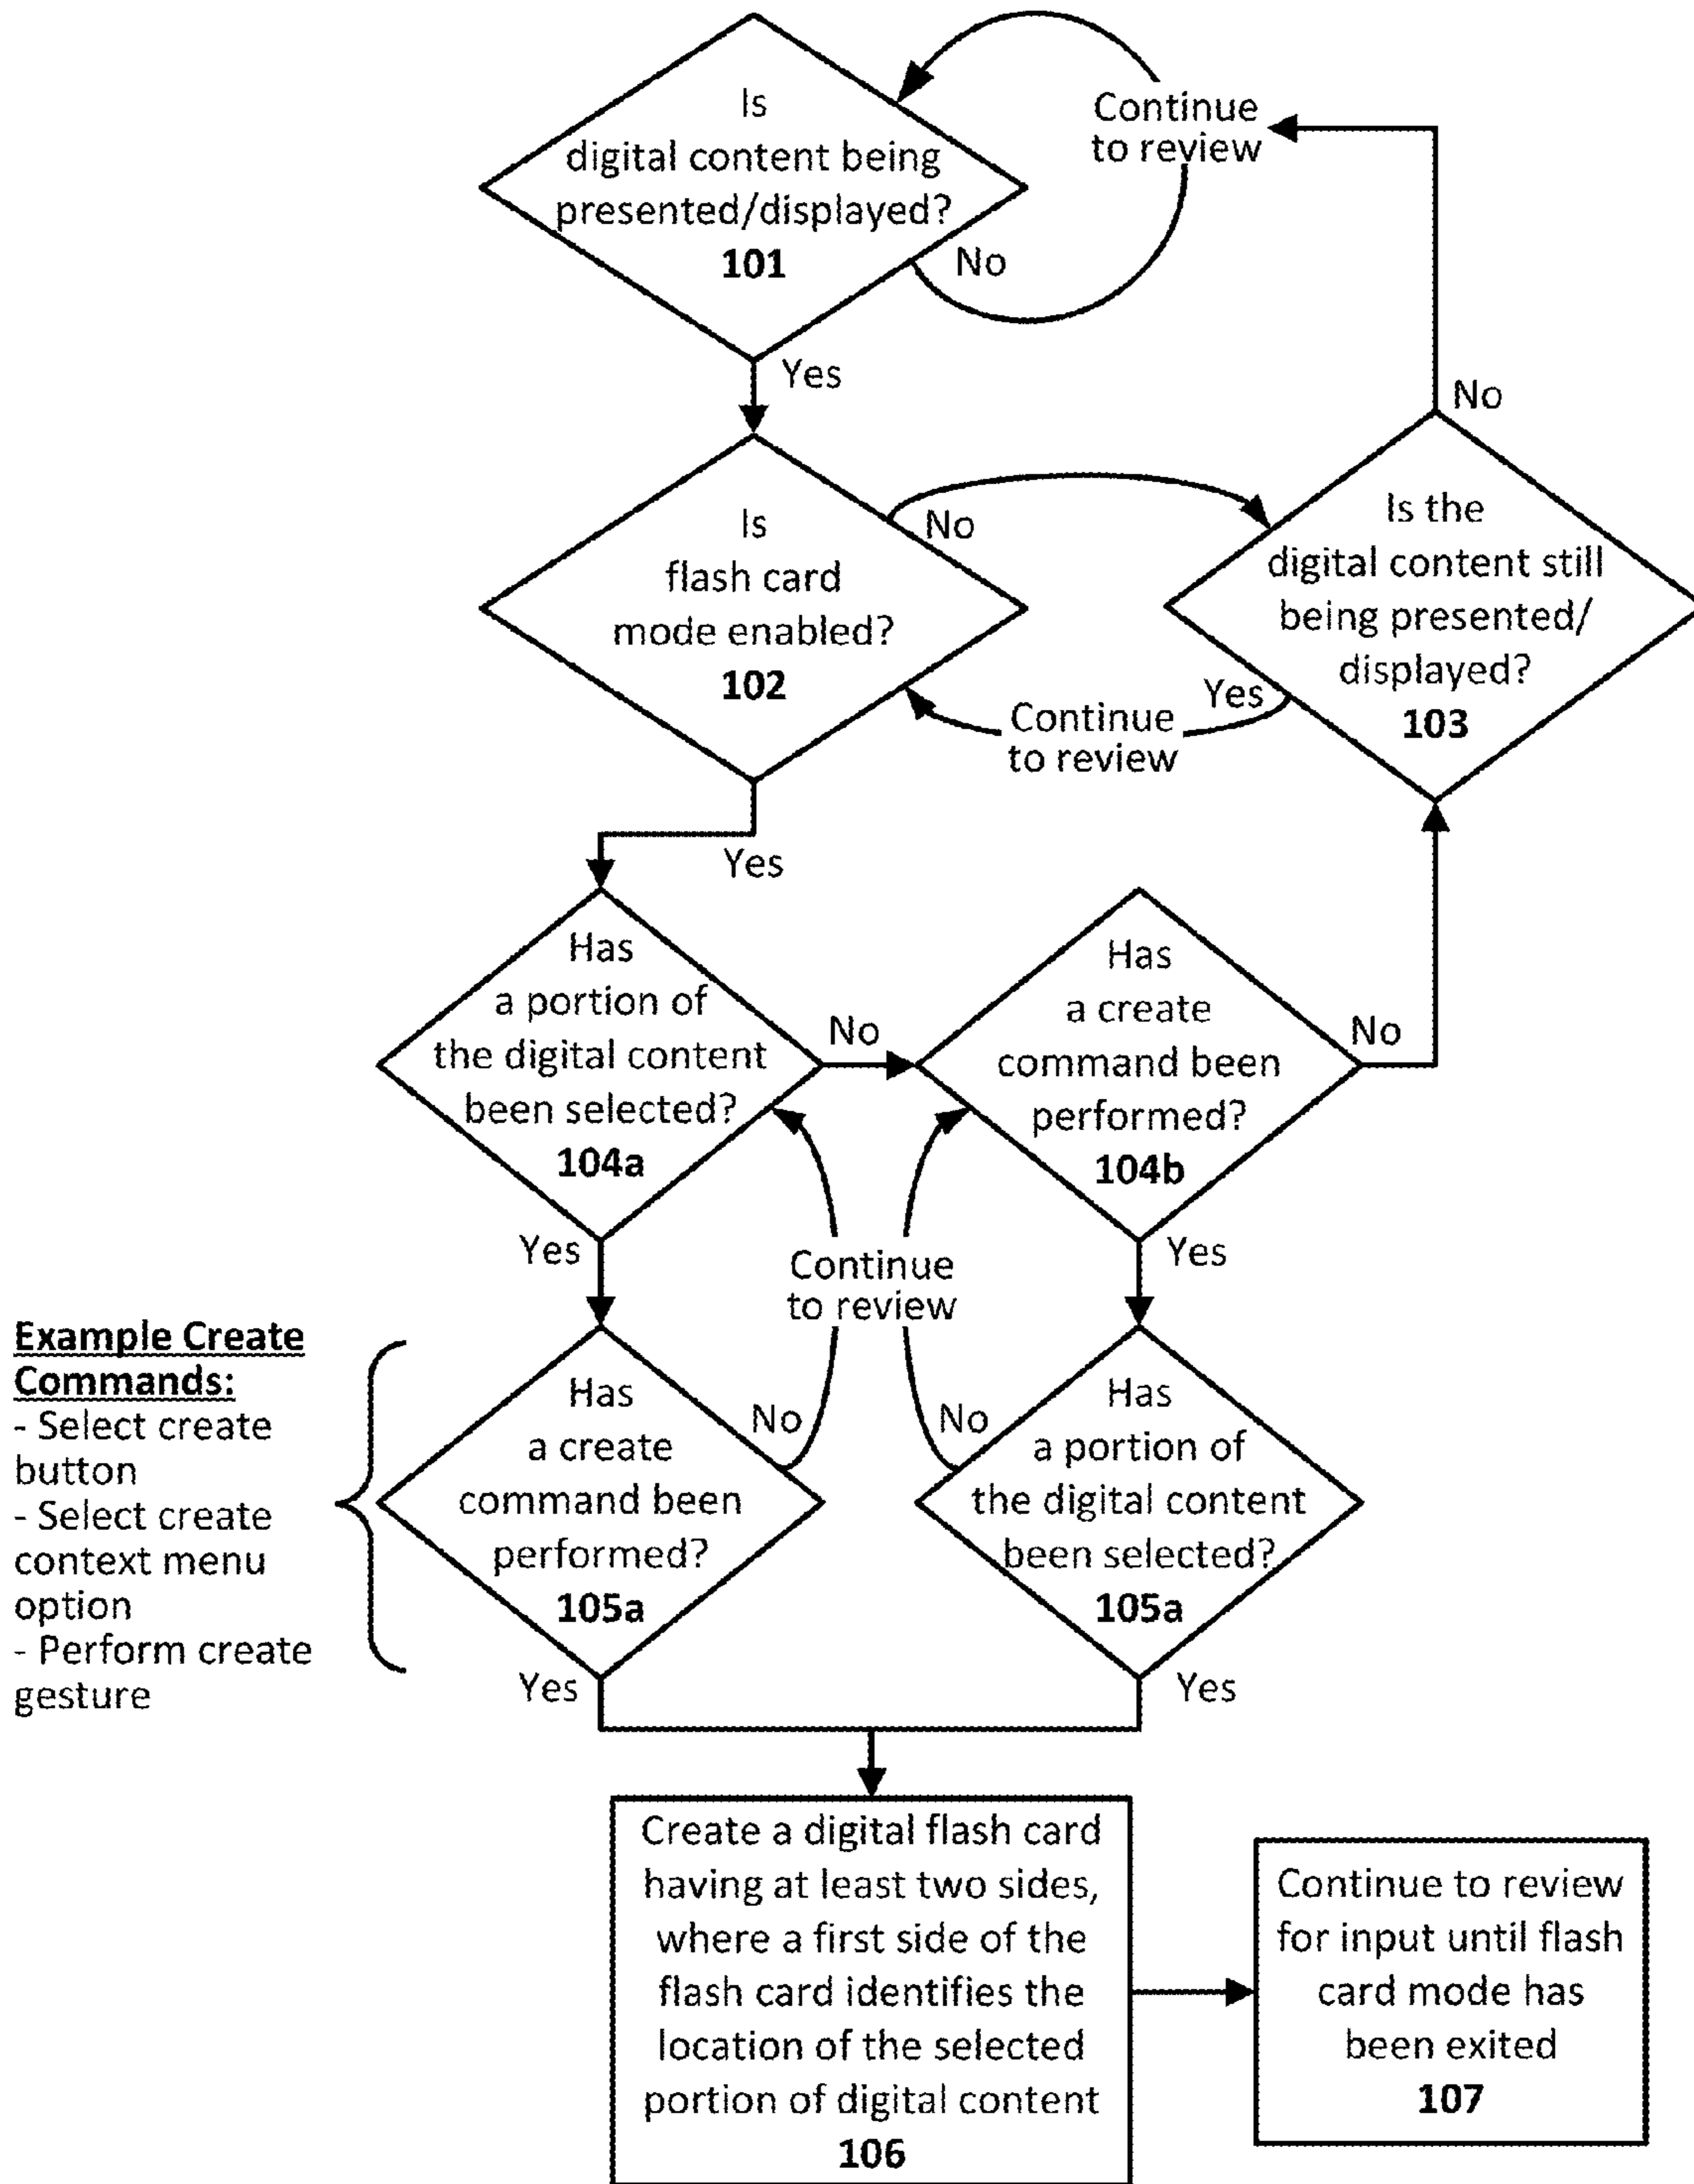 Is
digital content being
presented/displayed?
101
No
Continue
to review
Yes
Is
flash card
mode enabled?
102
No
Yes
Is the
digital content still
being presented/
displayed?
103
No
Yes
Continue
to review
Has
a portion of
the digital content
been selected?
104a
No
Yes
Has
a create
command been
performed?
104b
No
Yes
Continue
to review
Example Create
Commands:
- Select create
button
- Select create
context menu
option
- Perform create
gesture
Has
a create
command been
performed?
105a
No
Yes
Has
a portion of
the digital content
been selected?
105a
No
Yes
Create a digital flash card
having at least two sides,
where a first side of the
flash card identifies the
location of the selected
portion of digital content
106
Continue to review
for input until flash
card mode has
been exited
107